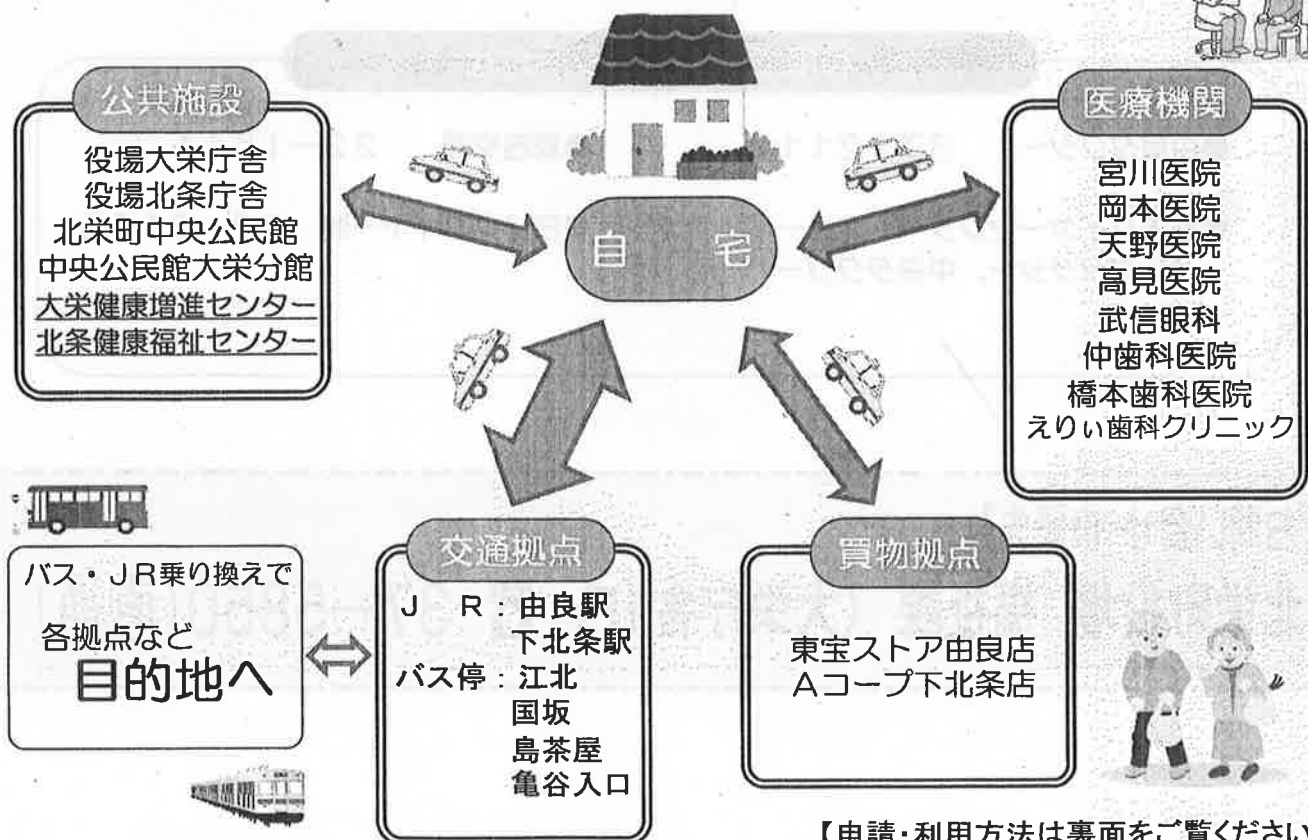 公共施設
役場大栄庁舎
役場北条庁舎
北栄町中央公民館
中央公民館大栄分館
大栄健康増進センター
北条健康福祉センター
自　宅
医療機関
宮川医院
岡本医院
天野医院
高見医院
武信眼科
仲歯科医院
橋本歯科医院
えりぃ歯科クリニック
バス・JR乗り換えで
各拠点など
目的地へ
交通拠点
J　R：由良駅
下北条駅
バス停：江北
国坂
島茶屋
亀谷入口
買物拠点
東宝ストア由良店
Aコープ下北条店
【申請・利用方法は裏面をご覧ください